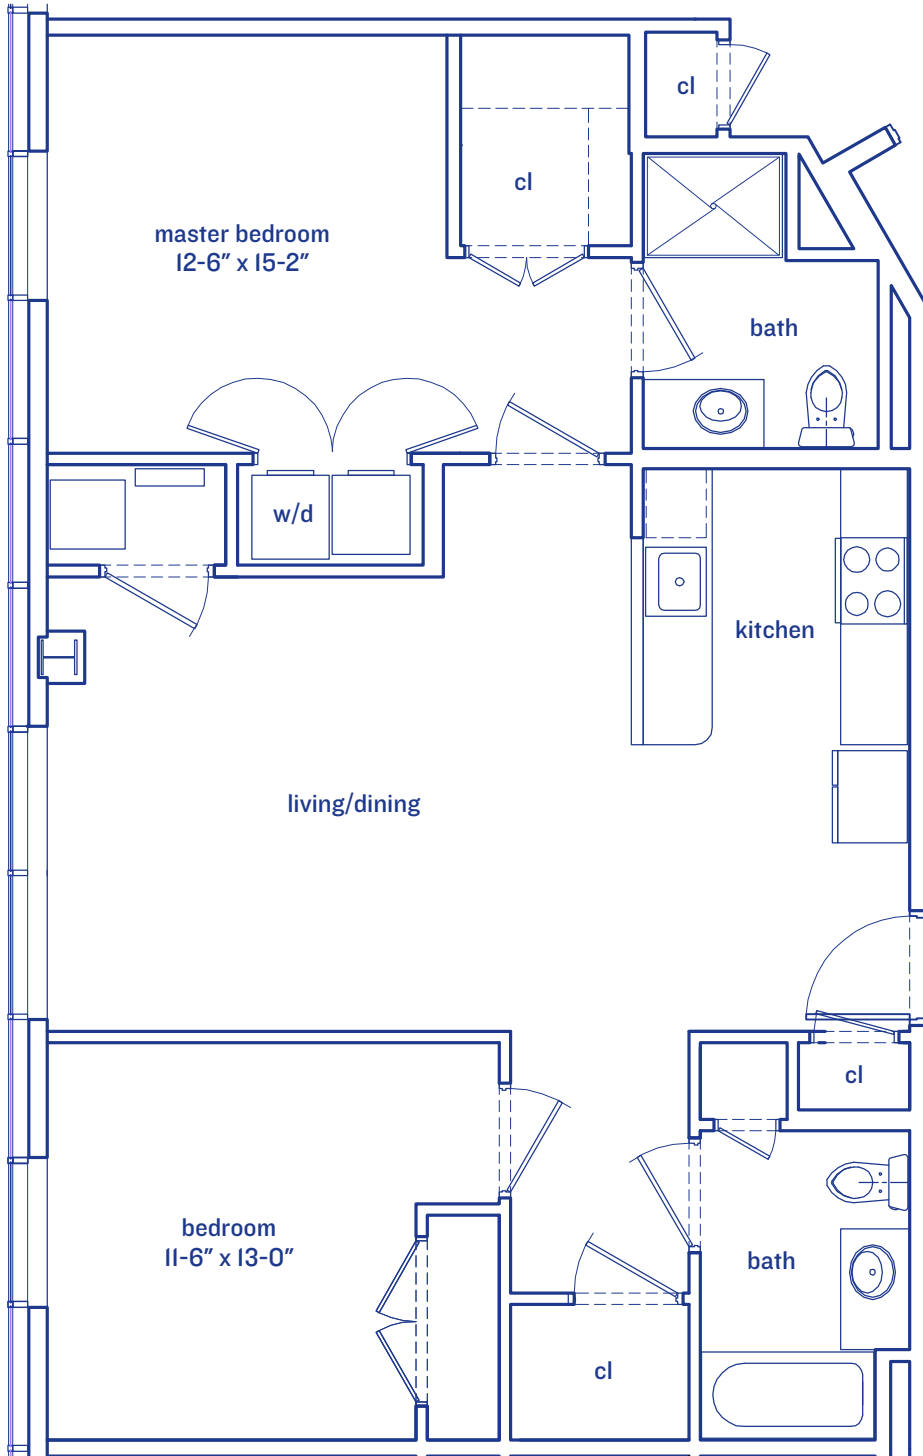 cl
cl
master bedroom
12-6” x 15-2”
bath
w/d
kitchen
living/dining
cl
bedroom
11-6” x 13-0”
bath
cl